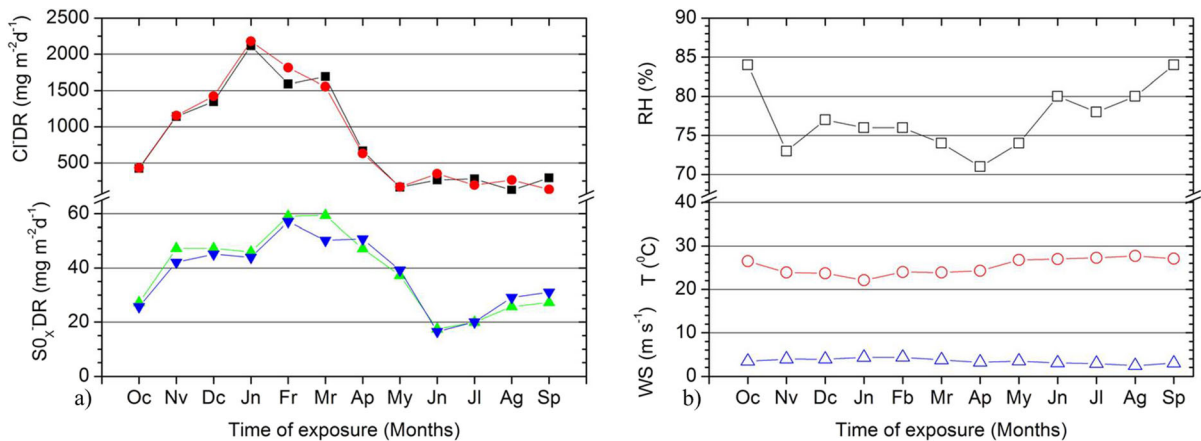 2500
2000
1500
1000
500
60
40
20
0
Cl⁻DR (mg m⁻²d⁻¹)
S0ₓ⁻DR (mg m⁻²d⁻¹)
Oc Nv Dc Jn Fr Mr Ap My Jn Jl Ag Sp
a)
Time of exposure (Months)
90
85
80
75
70
40
30
20
10
0
RH (%)
T (⁰C)
WS (m s⁻¹)
Oc Nv Dc Jn Fb Mr Ap My Jn Jl Ag Sp
b)
Time of exposure (Months)